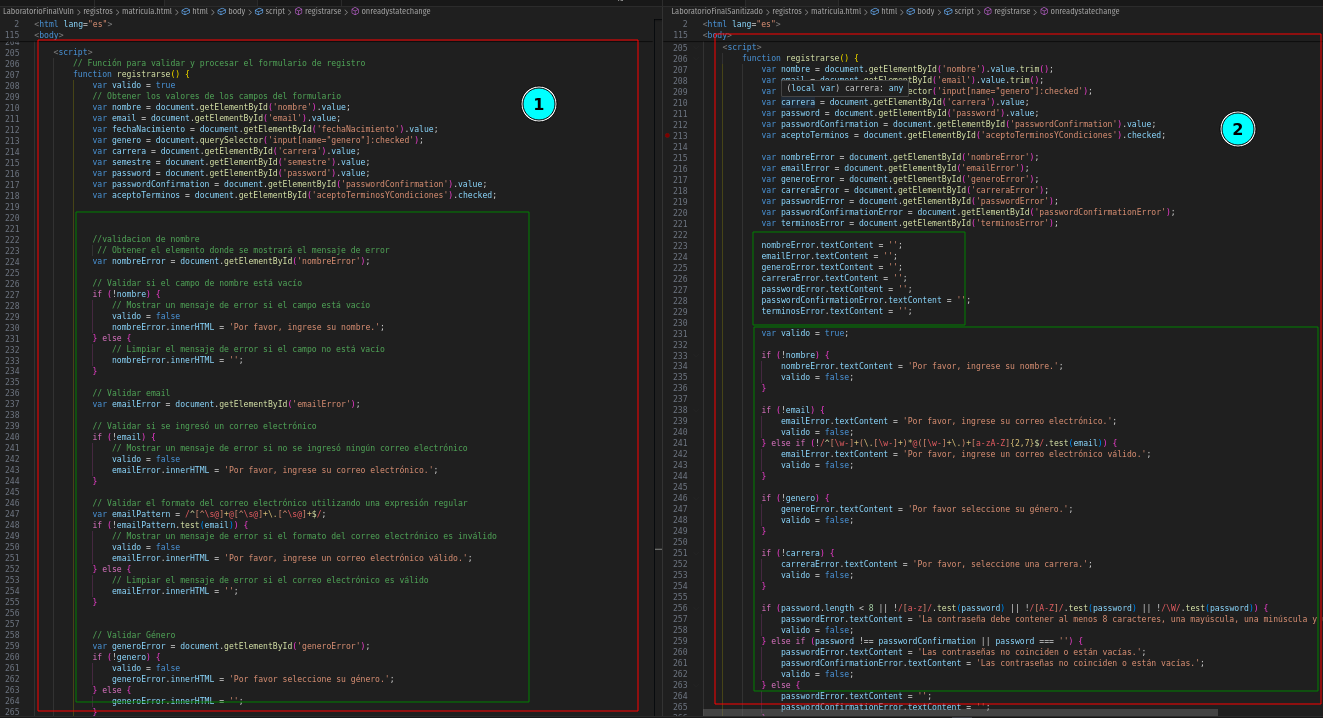 LaboratorioFinalVuln > registros > matricula.html > html > body > script > registrarse > onreadystatechange
2 <html lang="es">
115 <body>
204
205 <script>
206 // Función para validar y procesar el formulario de registro
207 function registrarse() {
208 var valido = true
209 // Obtener los valores de los campos del formulario
210 var nombre = document.getElementById('nombre').value;
211 var email = document.getElementById('email').value;
212 var fechaNacimiento = document.getElementById('fechaNacimiento').value;
213 var genero = document.querySelector('input[name="genero"]:checked');
214 var carrera = document.getElementById('carrera').value;
215 var semestre = document.getElementById('semestre').value;
216 var password = document.getElementById('password').value;
217 var passwordConfirmation = document.getElementById('passwordConfirmation').value;
218 var aceptoTerminos = document.getElementById('aceptoTerminosYCondiciones').checked;
219
220
221
222 //validacion de nombre
223 // Obtener el elemento donde se mostrará el mensaje de error
224 var nombreError = document.getElementById('nombreError');
225
226 // Validar si el campo de nombre está vacío
227 if (!nombre) {
228 // Mostrar un mensaje de error si el campo está vacío
229 valido = false
230 nombreError.innerHTML = 'Por favor, ingrese su nombre.';
231 } else {
232 // Limpiar el mensaje de error si el campo no está vacío
233 nombreError.innerHTML = '';
234 }
235
236 // Validar email
237 var emailError = document.getElementById('emailError');
238
239 // Validar si se ingresó un correo electrónico
240 if (!email) {
241 // Mostrar un mensaje de error si no se ingresó ningún correo electrónico
242 valido = false
243 emailError.innerHTML = 'Por favor, ingrese su correo electrónico.';
244 }
245
246 // Validar el formato del correo electrónico utilizando una expresión regular
247 var emailPattern = /^[^\s@]+@[^\s@]+\.[^\s@]+$/;
248 if (!emailPattern.test(email)) {
249 // Mostrar un mensaje de error si el formato del correo electrónico es inválido
250 valido = false
251 emailError.innerHTML = 'Por favor, ingrese un correo electrónico válido.';
252 } else {
253 // Limpiar el mensaje de error si el correo electrónico es válido
254 emailError.innerHTML = '';
255 }
256
257
258 // Validar Género
259 var generoError = document.getElementById('generoError');
260 if (!genero) {
261 valido = false
262 generoError.innerHTML = 'Por favor seleccione su género.';
263 } else {
264 generoError.innerHTML = '';
265 }
1
LaboratorioFinalSanitizado > registros > matricula.html > html > body > script > registrarse > onreadystatechange
2 <html lang="es">
115 <body>
205 <script>
206 function registrarse() {
207 var nombre = document.getElementById('nombre').value.trim();
208 var email = document.getElementById('email').value.trim();
(local var) carrera: any
209 ector('input[name="genero"]:checked');
210 var carrera = document.getElementById('carrera').value;
211 var password = document.getElementById('password').value;
212 var passwordConfirmation = document.getElementById('passwordConfirmation').value;
213 var aceptoTerminos = document.getElementById('aceptoTerminosYCondiciones').checked;
214
215 var nombreError = document.getElementById('nombreError');
216 var emailError = document.getElementById('emailError');
217 var generoError = document.getElementById('generoError');
218 var carreraError = document.getElementById('carreraError');
219 var passwordError = document.getElementById('passwordError');
220 var passwordConfirmationError = document.getElementById('passwordConfirmationError');
221 var terminosError = document.getElementById('terminosError');
222
223 nombreError.textContent = '';
224 emailError.textContent = '';
225 generoError.textContent = '';
226 carreraError.textContent = '';
227 passwordError.textContent = '';
228 passwordConfirmationError.textContent = '';
229 terminosError.textContent = '';
230
231 var valido = true;
232
233 if (!nombre) {
234 nombreError.textContent = 'Por favor, ingrese su nombre.';
235 valido = false;
236 }
237
238 if (!email) {
239 emailError.textContent = 'Por favor, ingrese su correo electrónico.';
240 valido = false;
241 } else if (!/^[\w-]+(\.[\w-]+)*@([\w-]+\.)+[a-zA-Z]{2,7}$/.test(email)) {
242 emailError.textContent = 'Por favor, ingrese un correo electrónico válido.';
243 valido = false;
244 }
245
246 if (!genero) {
247 generoError.textContent = 'Por favor seleccione su género.';
248 valido = false;
249 }
250
251 if (!carrera) {
252 carreraError.textContent = 'Por favor, seleccione una carrera.';
253 valido = false;
254 }
255
256 if (password.length < 8 || !/[a-z]/.test(password) || !/[A-Z]/.test(password) || !/\W/.test(password)) {
257 passwordError.textContent = 'La contraseña debe contener al menos 8 caracteres, una mayúscula, una minúscula y
258 valido = false;
259 } else if (password !== passwordConfirmation || password === '') {
260 passwordError.textContent = 'Las contraseñas no coinciden o están vacías.';
261 passwordConfirmationError.textContent = 'Las contraseñas no coinciden o están vacías.';
262 valido = false;
263 } else {
264 passwordError.textContent = '';
265 passwordConfirmationError.textContent = '';
2